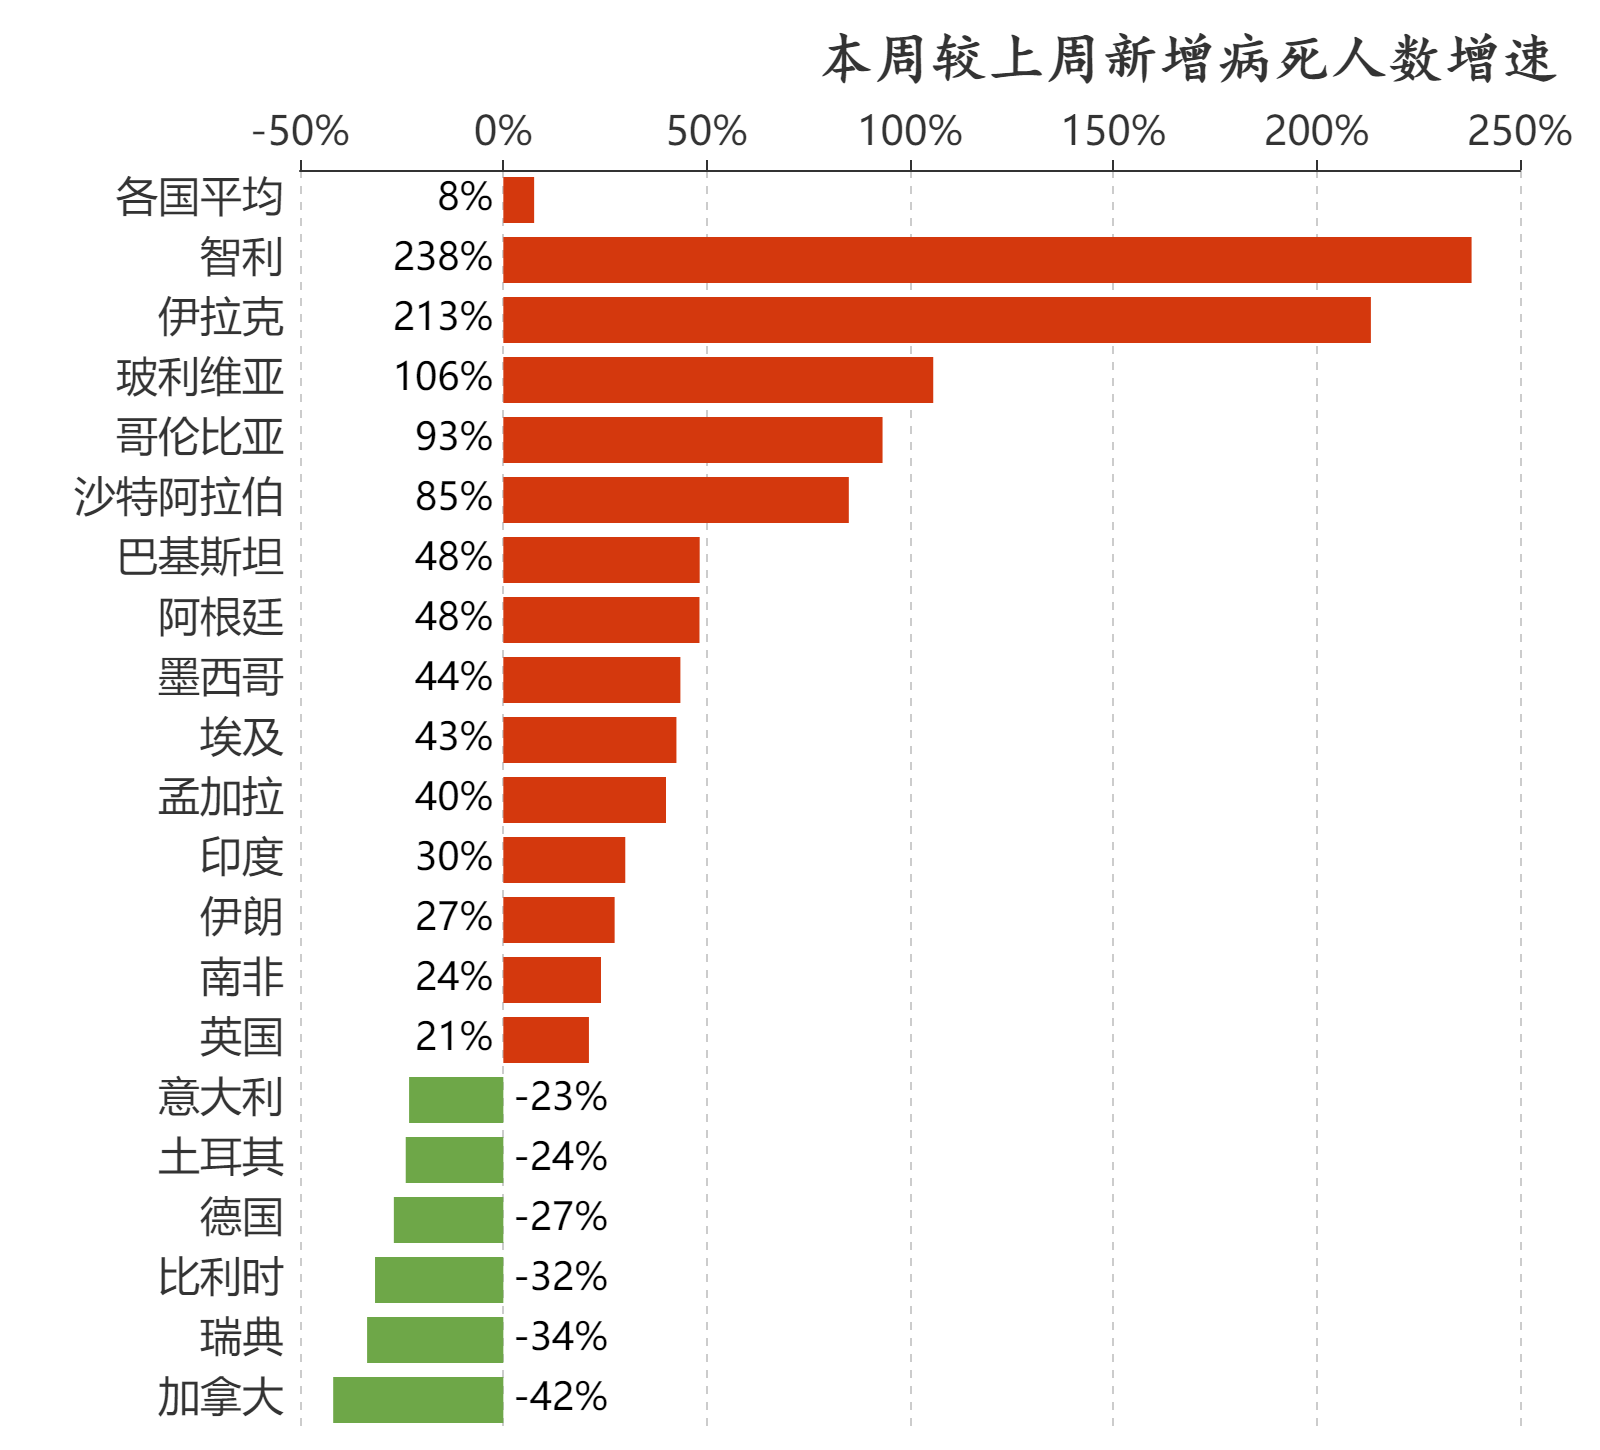 本周较上周新增病死人数增速
-50% 0% 50% 100% 150% 200% 250%
各国平均 8%
智利 238%
伊拉克 213%
玻利维亚 106%
哥伦比亚 93%
沙特阿拉伯 85%
巴基斯坦 48%
阿根廷 48%
墨西哥 44%
埃及 43%
孟加拉 40%
印度 30%
伊朗 27%
南非 24%
英国 21%
意大利 -23%
土耳其 -24%
德国 -27%
比利时 -32%
瑞典 -34%
加拿大 -42%